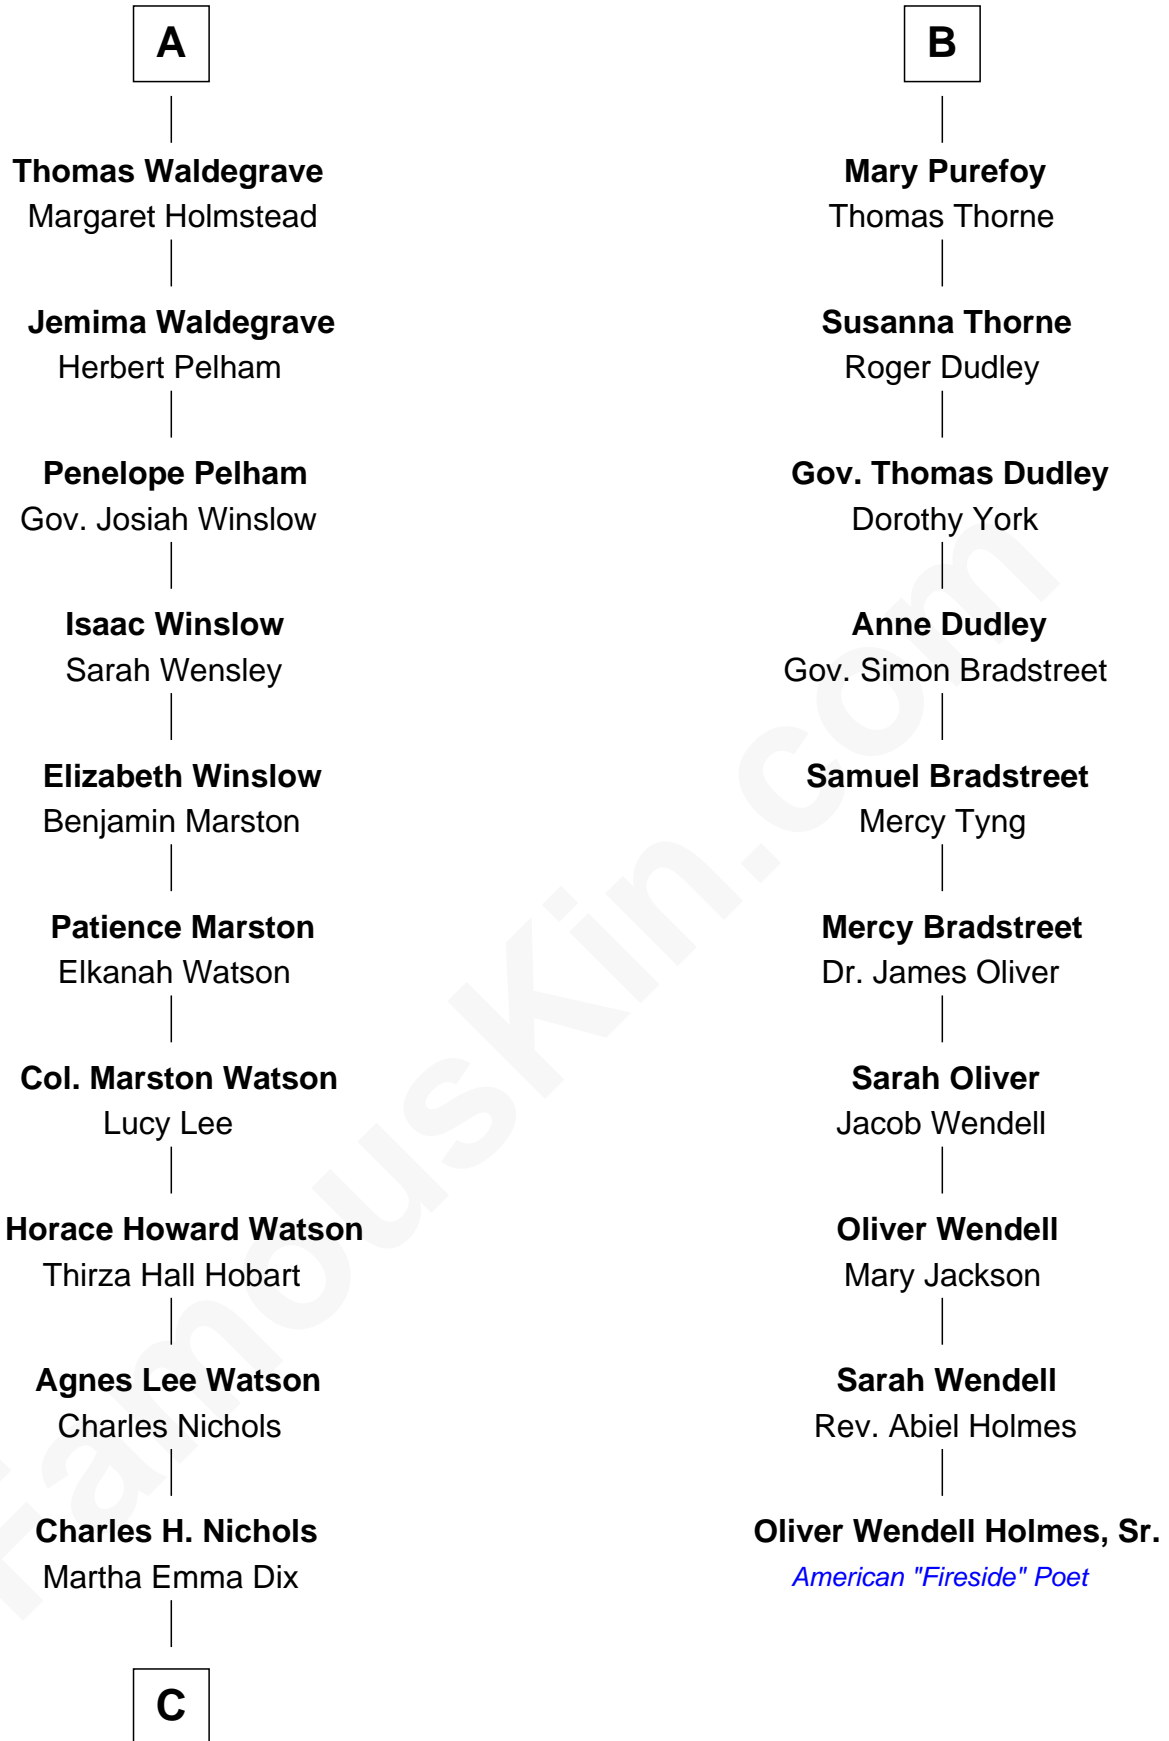 A
Thomas Waldegrave
Margaret Holmstead
Jemima Waldegrave
Herbert Pelham
Penelope Pelham
Gov. Josiah Winslow
Isaac Winslow
Sarah Wensley
Elizabeth Winslow
Benjamin Marston
Patience Marston
Elkanah Watson
Col. Marston Watson
Lucy Lee
Horace Howard Watson
Thirza Hall Hobart
Agnes Lee Watson
Charles Nichols
Charles H. Nichols
Martha Emma Dix
C
B
Mary Purefoy
Thomas Thorne
Susanna Thorne
Roger Dudley
Gov. Thomas Dudley
Dorothy York
Anne Dudley
Gov. Simon Bradstreet
Samuel Bradstreet
Mercy Tyng
Mercy Bradstreet
Dr. James Oliver
Sarah Oliver
Jacob Wendell
Oliver Wendell
Mary Jackson
Sarah Wendell
Rev. Abiel Holmes
Oliver Wendell Holmes, Sr.
American "Fireside" Poet
FamousKin.com